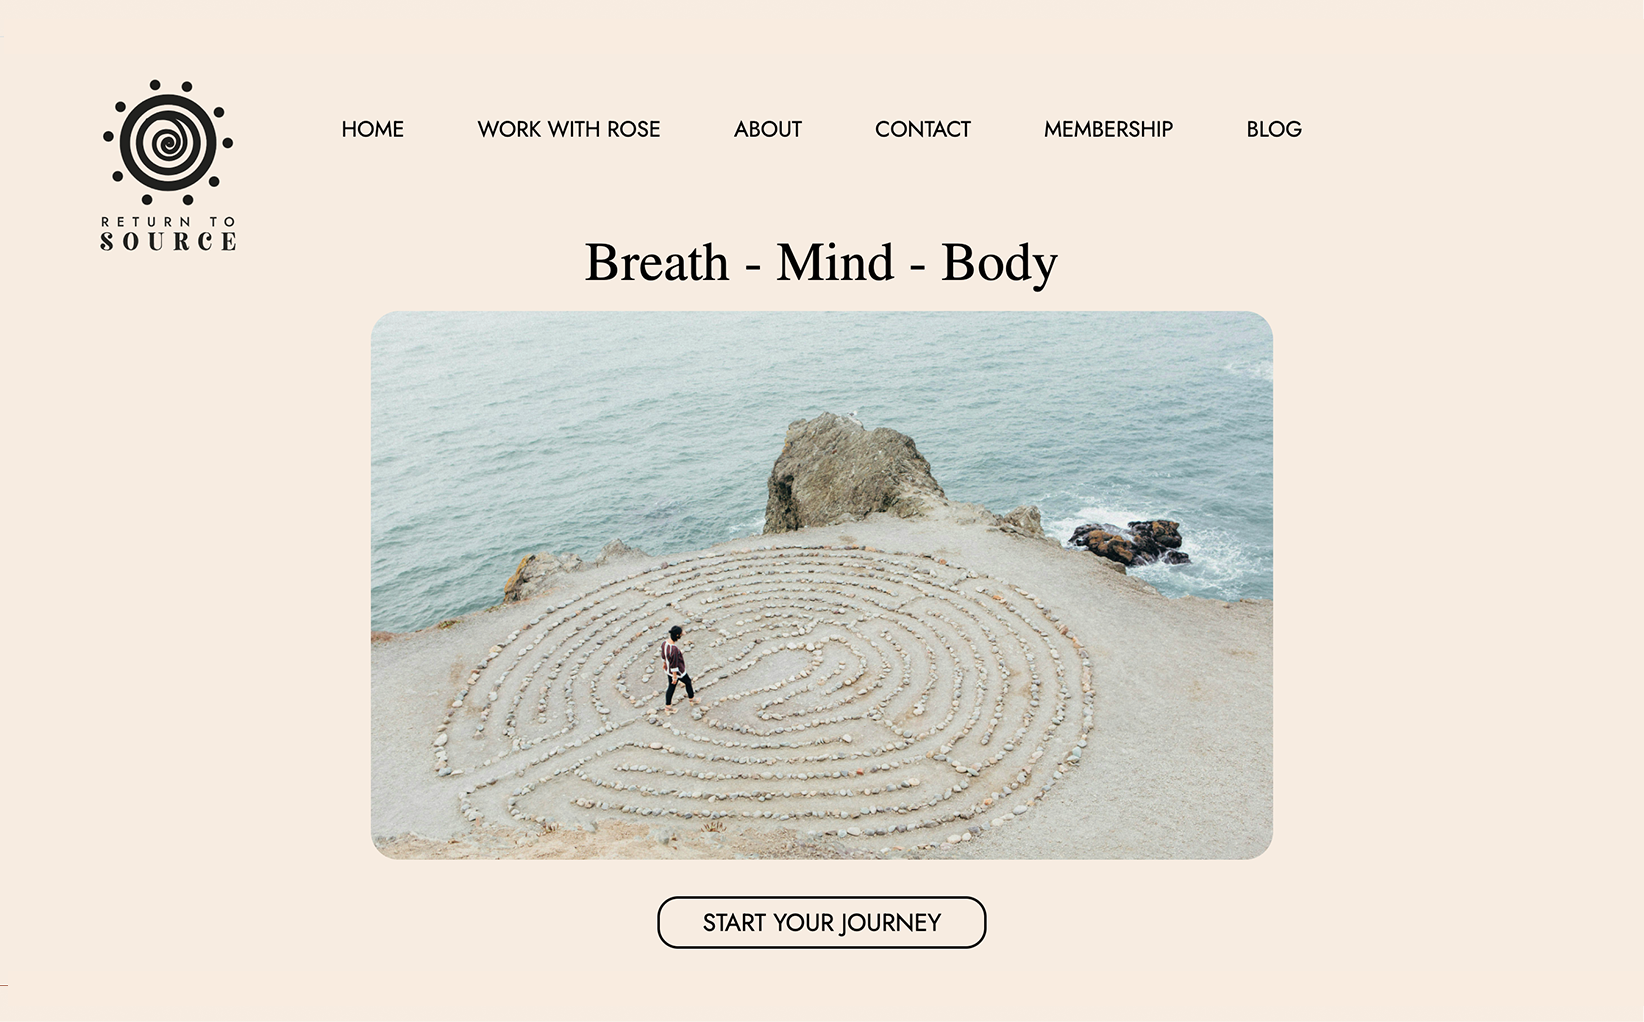 RETURN TO
SOURCE
HOME
WORK WITH ROSE
ABOUT
CONTACT
MEMBERSHIP
BLOG
Breath - Mind - Body
START YOUR JOURNEY